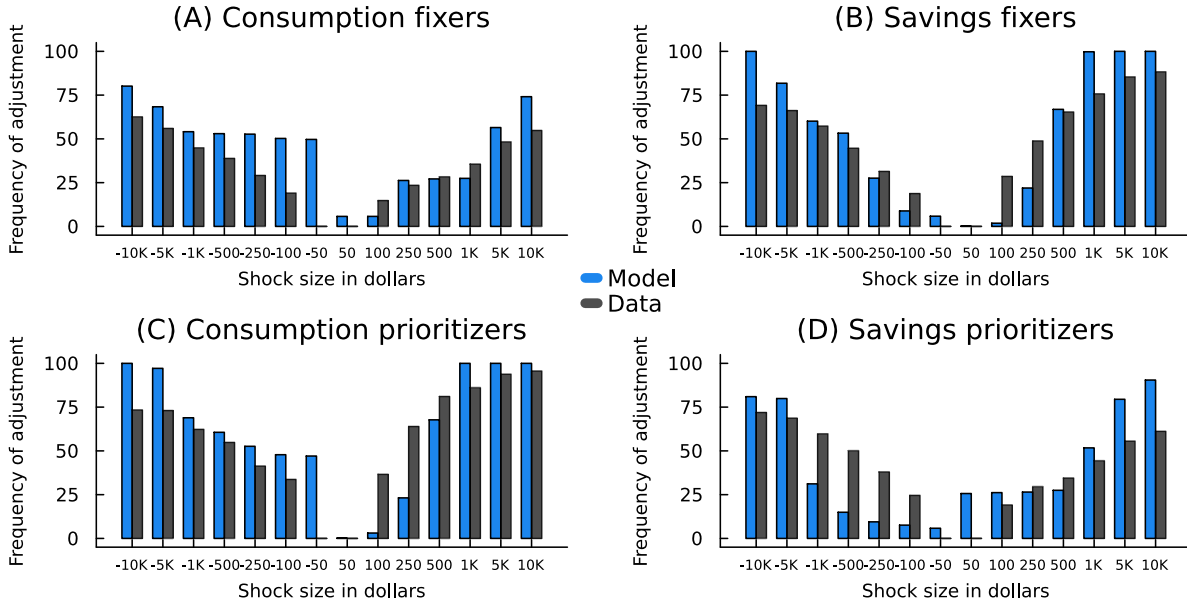 (A) Consumption fixers
Frequency of adjustment
100
75
50
25
0
-10K -5K -1K -500 -250 -100 -50 50 100 250 500 1K 5K 10K
Shock size in dollars
(B) Savings fixers
Frequency of adjustment
100
75
50
25
0
-10K -5K -1K -500 -250 -100 -50 50 100 250 500 1K 5K 10K
Shock size in dollars
Model
Data
(C) Consumption prioritizers
Frequency of adjustment
100
75
50
25
0
-10K -5K -1K -500 -250 -100 -50 50 100 250 500 1K 5K 10K
Shock size in dollars
(D) Savings prioritizers
Frequency of adjustment
100
75
50
25
0
-10K -5K -1K -500 -250 -100 -50 50 100 250 500 1K 5K 10K
Shock size in dollars